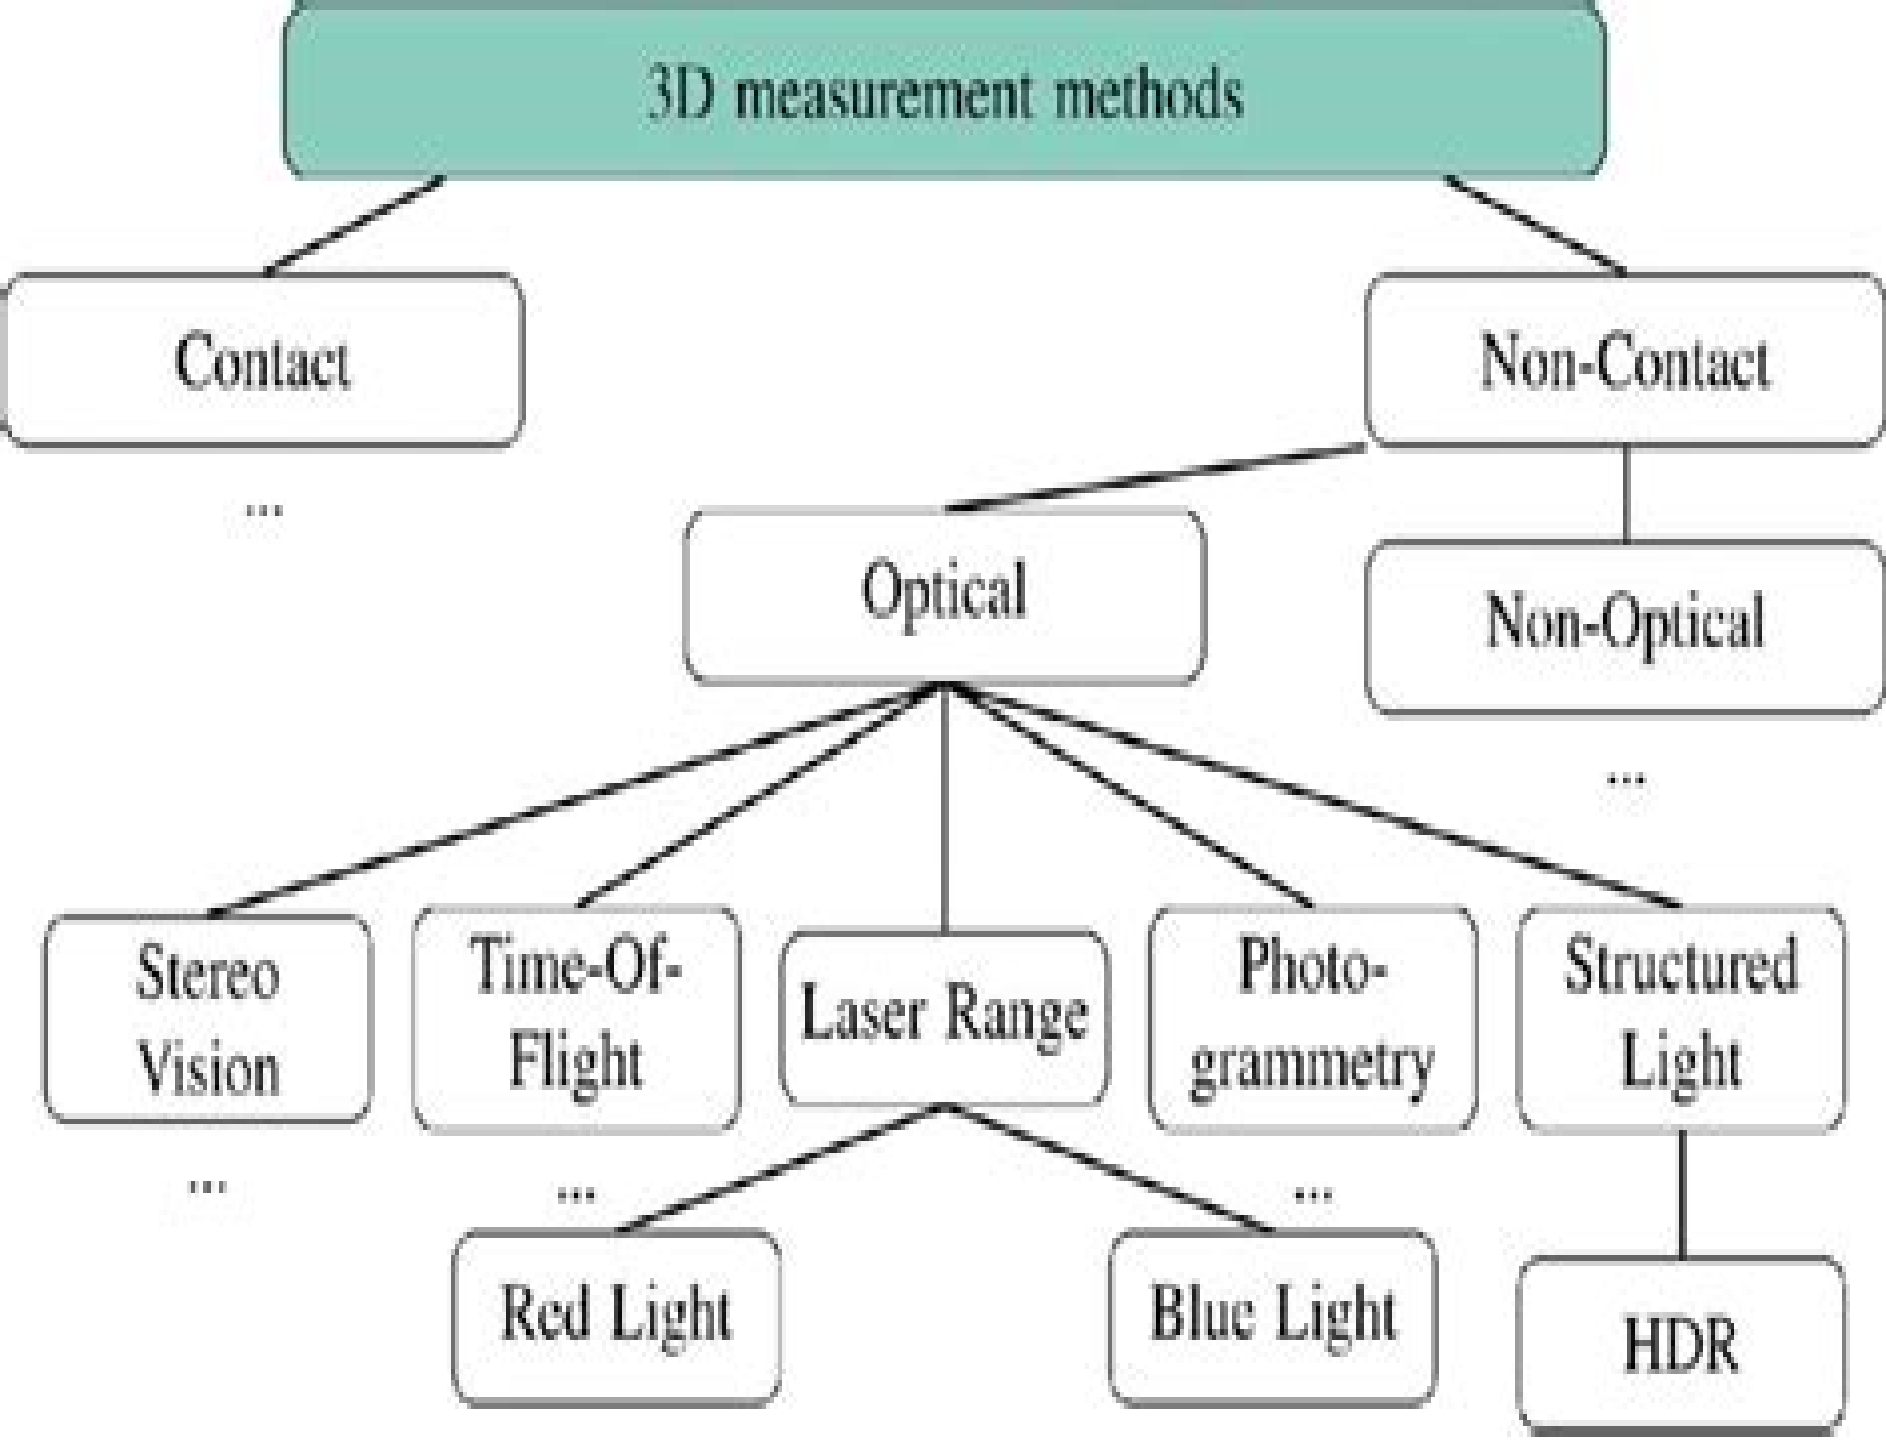 3D measurement methods
Contact
Non-Contact
...
Optical
Non-Optical
...
Stereo
Vision
Time-Of-
Flight
Laser Range
Photo-
grammetry
Structured
Light
...
...
...
Red Light
Blue Light
HDR